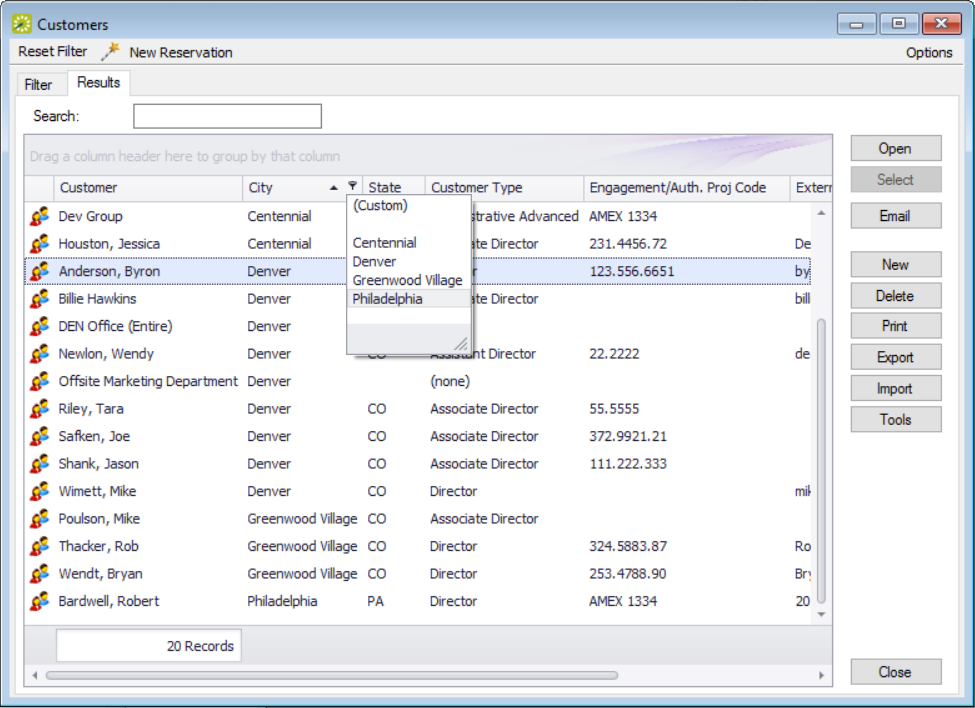 Customers
Reset Filter New Reservation Options
Filter Results
Search:
Drag a column header here to group by that column
Customer City State Customer Type Engagement/Auth. Proj Code Extern
(Custom)
Centennial
Denver
Greenwood Village
Philadelphia
Dev Group Centennial strative Advanced AMEX 1334
Houston, Jessica Centennial ate Director 231.4456.72 De
Anderson, Byron Denver r 123.556.6651 by
Billie Hawkins Denver ate Director bill
DEN Office (Entire) Denver
Newlon, Wendy Denver CO Assistant Director 22.2222 de
Offsite Marketing Department Denver (none)
Riley, Tara Denver CO Associate Director 55.5555
Safken, Joe Denver CO Associate Director 372.9921.21
Shank, Jason Denver CO Associate Director 111.222.333
Wimett, Mike Denver CO Director mik
Poulson, Mike Greenwood Village CO Associate Director
Thacker, Rob Greenwood Village CO Director 324.5883.87 Ro
Wendt, Bryan Greenwood Village CO Director 253.4788.90 Bry
Bardwell, Robert Philadelphia PA Director AMEX 1334 20
20 Records
Open
Select
Email
New
Delete
Print
Export
Import
Tools
Close